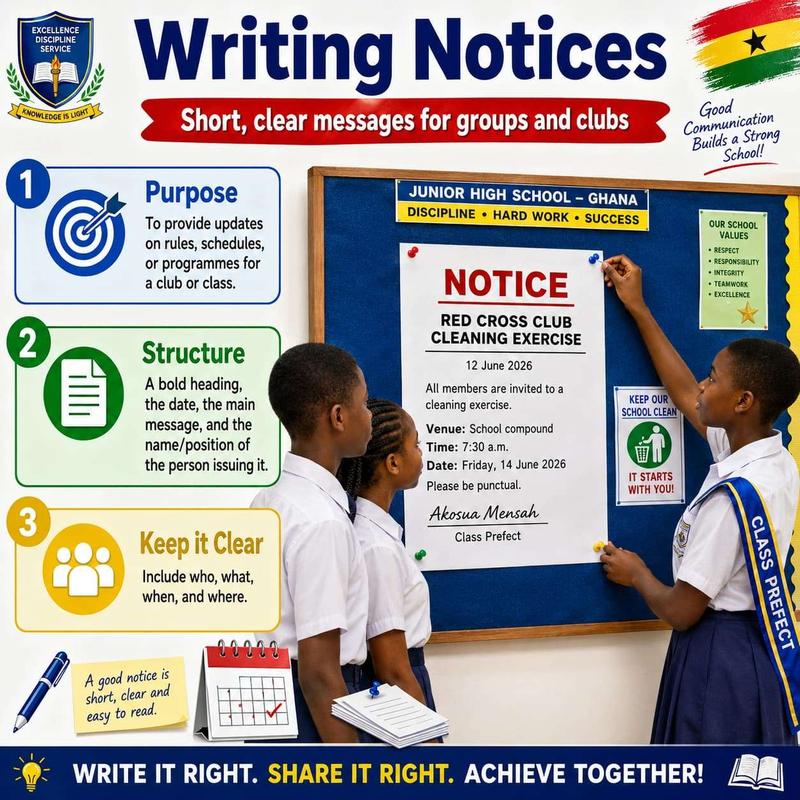 EXCELLENCE
DISCIPLINE
SERVICE
KNOWLEDGE IS LIGHT
Writing Notices
Short, clear messages for groups and clubs
Good
Communication
Builds a Strong
School!
1
Purpose
To provide updates
on rules, schedules,
or programmes for
a club or class.
2
Structure
A bold heading,
the date, the main
message, and the
name/position of
the person issuing it.
3
Keep it Clear
Include who, what,
when, and where.
A good notice is
short, clear and
easy to read.
JUNIOR HIGH SCHOOL – GHANA
DISCIPLINE • HARD WORK • SUCCESS
NOTICE
RED CROSS CLUB
CLEANING EXERCISE
12 June 2026
All members are invited to a
cleaning exercise.
Venue: School compound
Time: 7:30 a.m.
Date: Friday, 14 June 2026
Please be punctual.
Akosua Mensah
Class Prefect
OUR SCHOOL
VALUES
• RESPECT
• RESPONSIBILITY
• INTEGRITY
• TEAMWORK
• EXCELLENCE
KEEP OUR
SCHOOL CLEAN
IT STARTS
WITH YOU!
CLASS PREFECT
WRITE IT RIGHT. SHARE IT RIGHT. ACHIEVE TOGETHER!